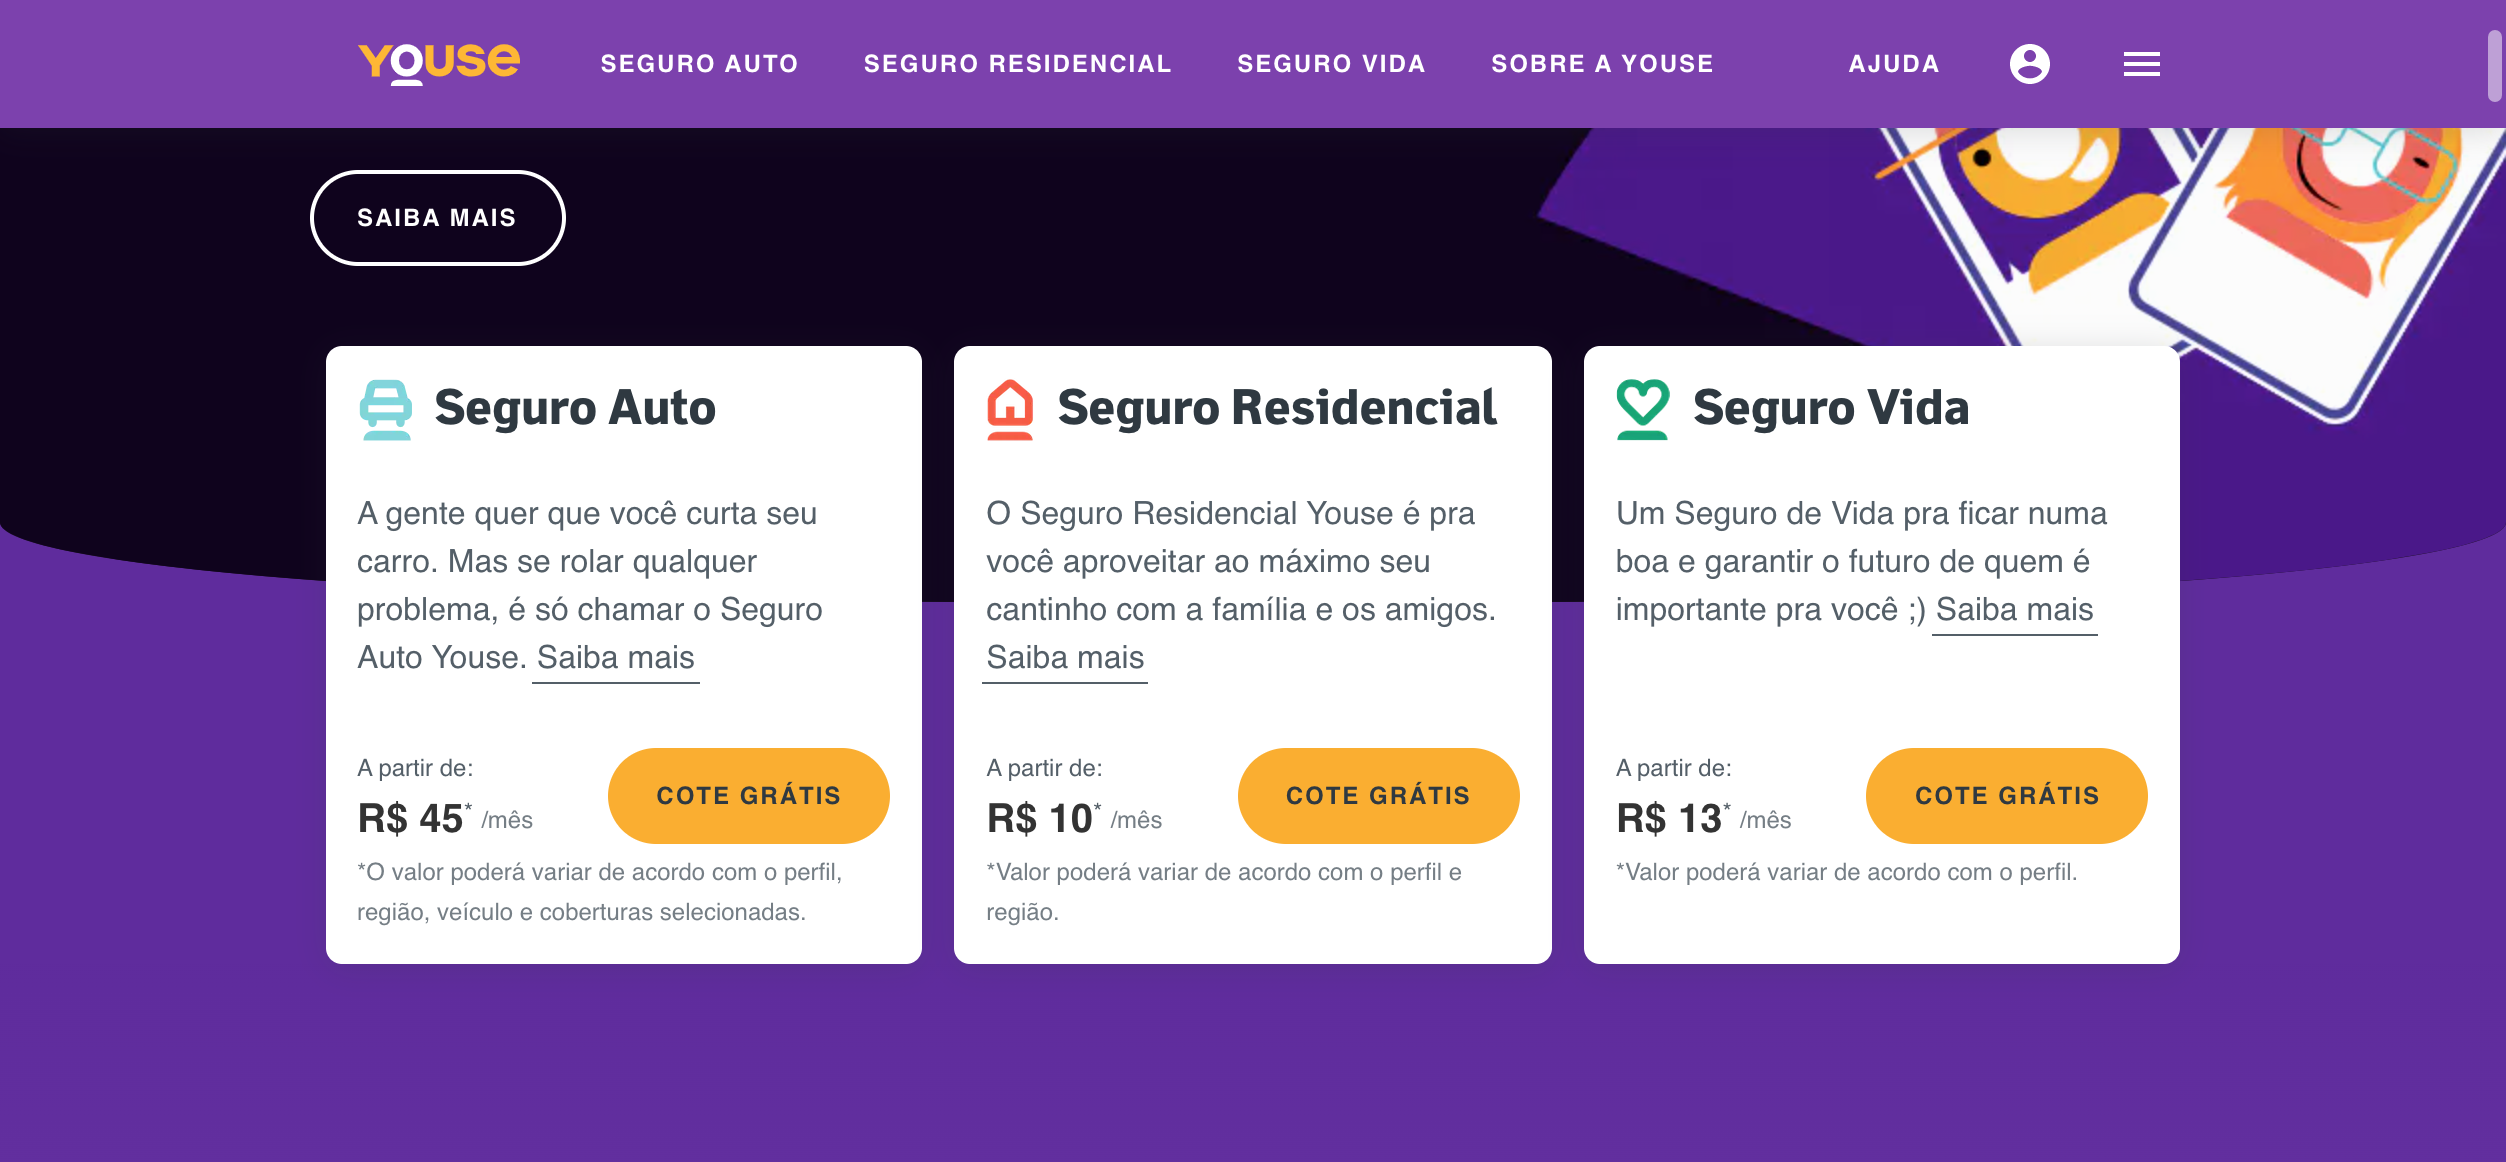 Youse
SEGURO AUTO
SEGURO RESIDENCIAL
SEGURO VIDA
SOBRE A YOUSE
AJUDA
SAIBA MAIS
Seguro Auto
A gente quer que você curta seu
carro. Mas se rolar qualquer
problema, é só chamar o Seguro
Auto Youse. Saiba mais
A partir de:
R$ 45* /mês
COTE GRÁTIS
*O valor poderá variar de acordo com o perfil,
região, veículo e coberturas selecionadas.
Seguro Residencial
O Seguro Residencial Youse é pra
você aproveitar ao máximo seu
cantinho com a família e os amigos.
Saiba mais
A partir de:
R$ 10* /mês
COTE GRÁTIS
*Valor poderá variar de acordo com o perfil e
região.
Seguro Vida
Um Seguro de Vida pra ficar numa
boa e garantir o futuro de quem é
importante pra você ;) Saiba mais
A partir de:
R$ 13* /mês
COTE GRÁTIS
*Valor poderá variar de acordo com o perfil.